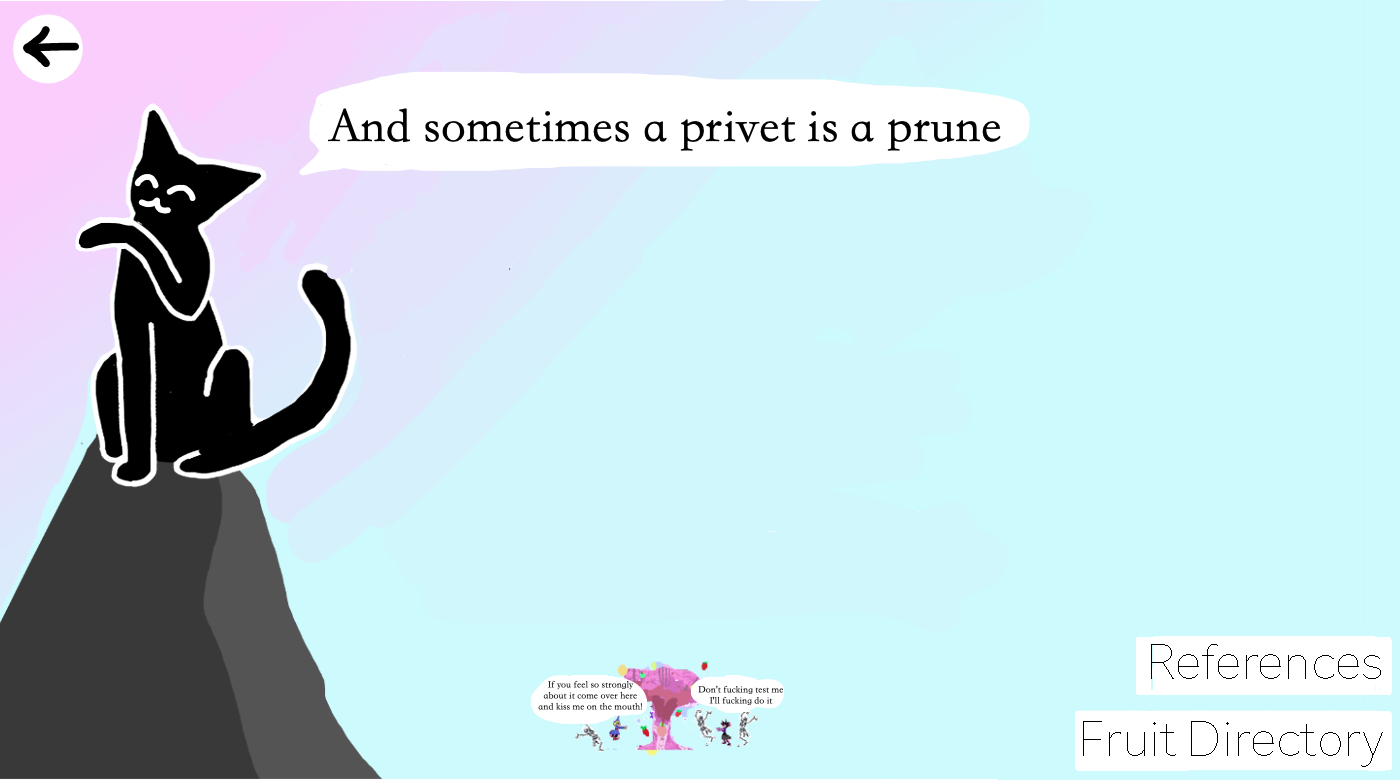 And sometimes a privet is a prune
If you feel so strongly
about it come over here
and kiss me on the mouth!
Don't fucking test me
I'll fucking do it
References
Fruit Directory